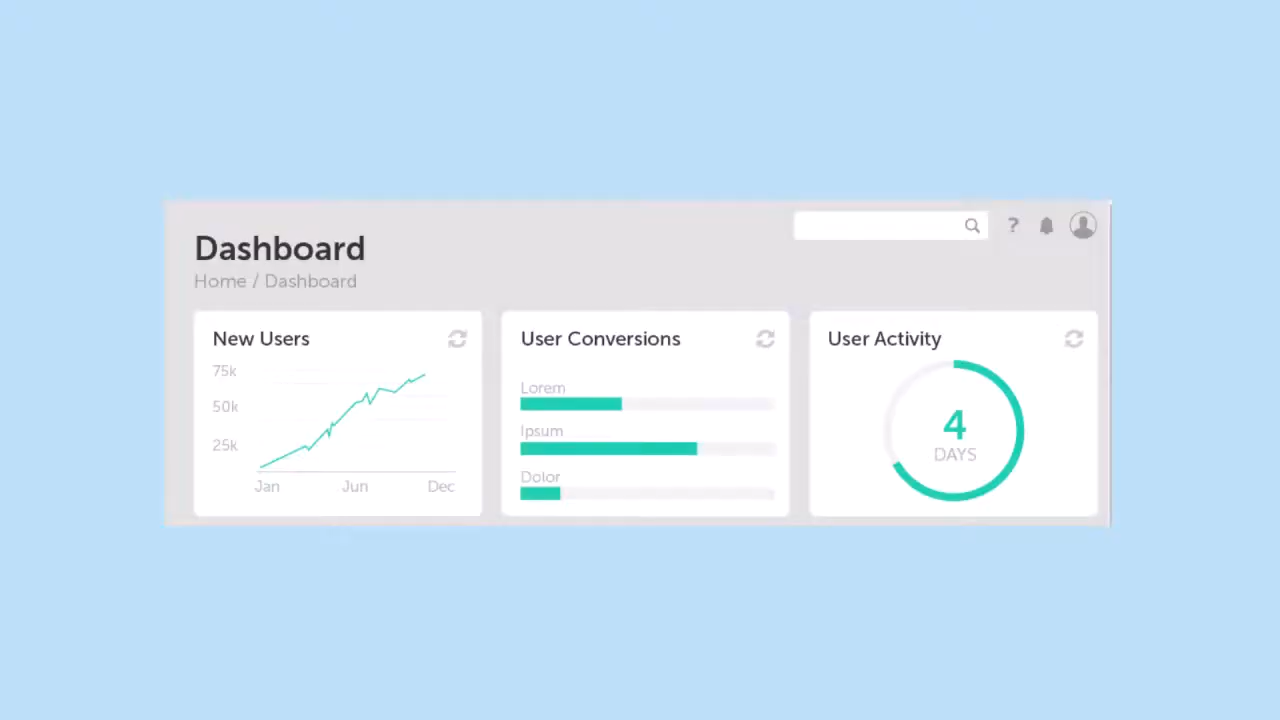 ?
Dashboard
Home / Dashboard
New Users
75k
50k
25k
Jan Jun Dec
User Conversions
Lorem
Ipsum
Dolor
User Activity
4
DAYS